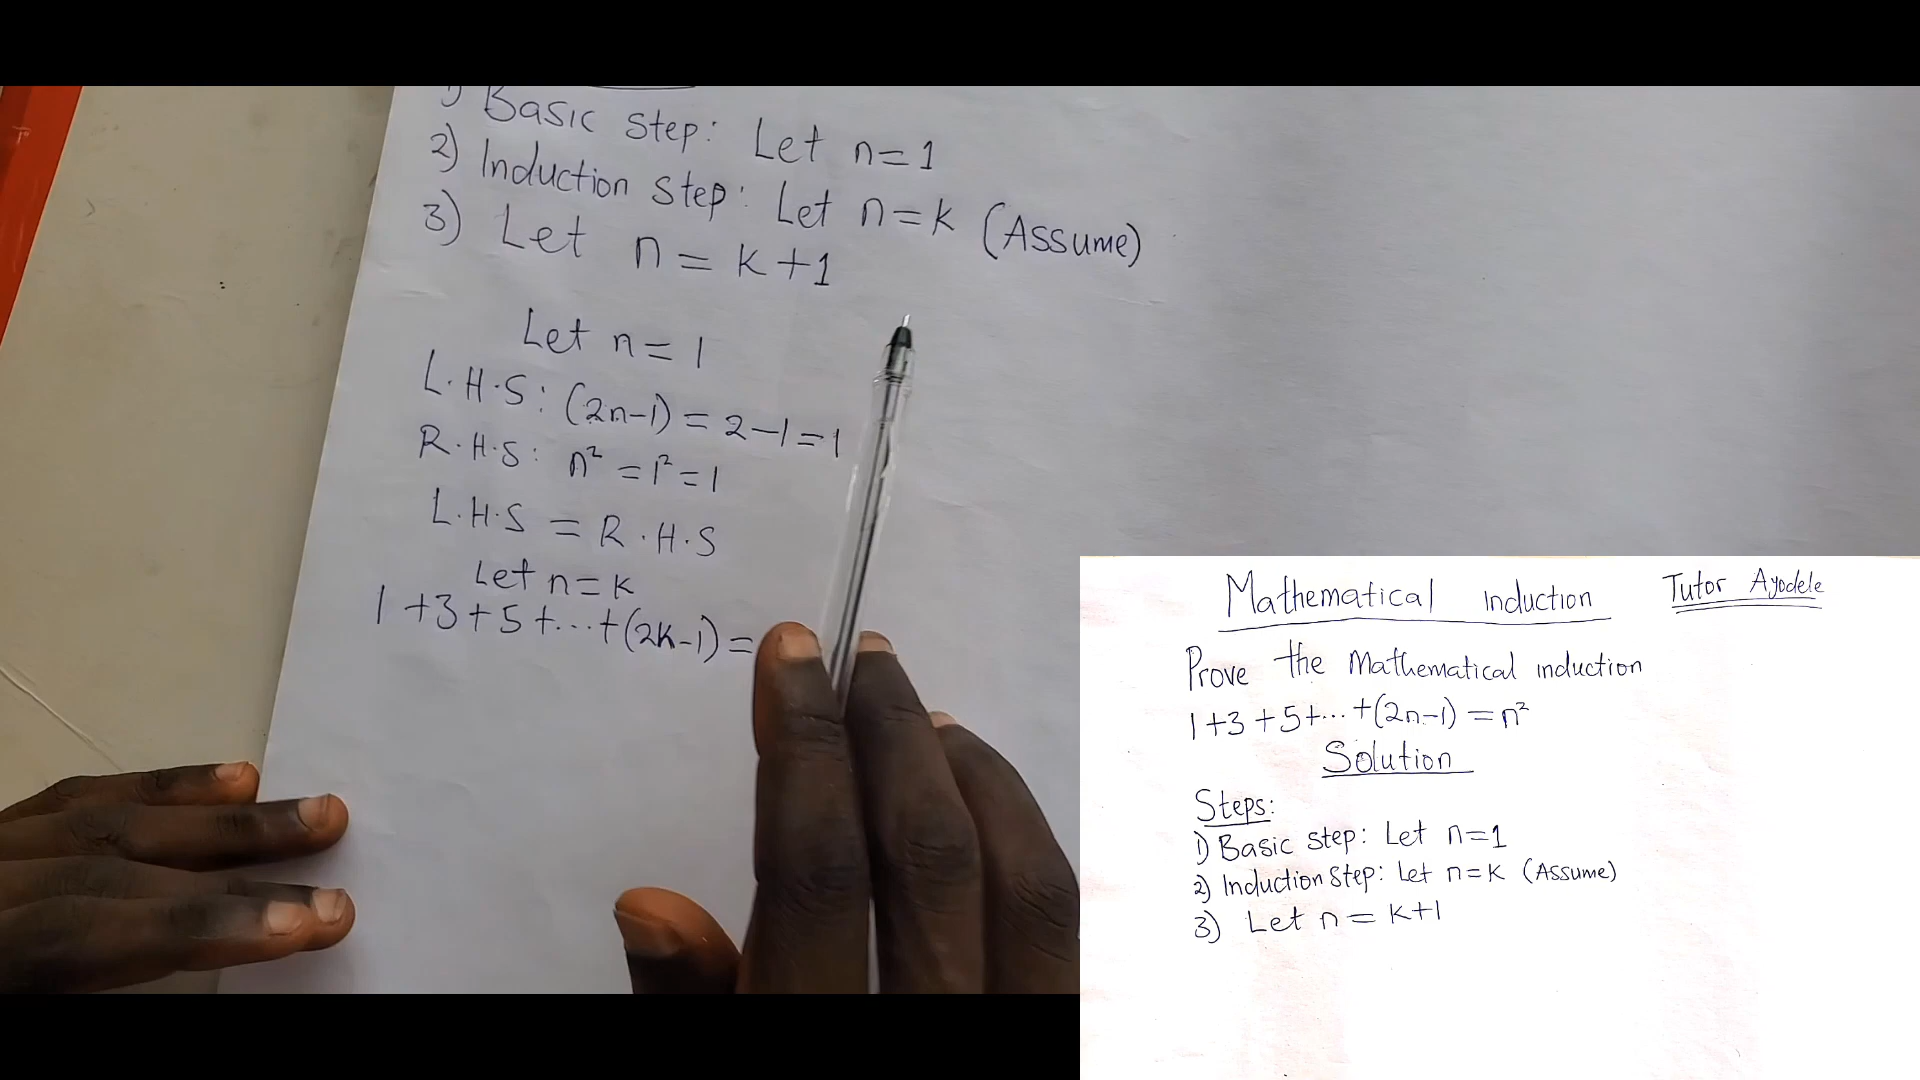 1) Basic step: Let n=1
2) Induction step: Let n=k (Assume)
3) Let n=k+1
Let n=1
L.H.S: (2n-1) = 2-1=1
R.H.S: n² =1² =1
L.H.S = R.H.S
Let n=k
1+3+5+...+(2k-1)=
Mathematical induction
Tutor Ayodele
Prove the Mathematical induction
1+3+5+...+(2n-1)=n²
Solution
Steps:
1) Basic step: Let n=1
2) Induction step: Let n=k (Assume)
3) Let n=k+1